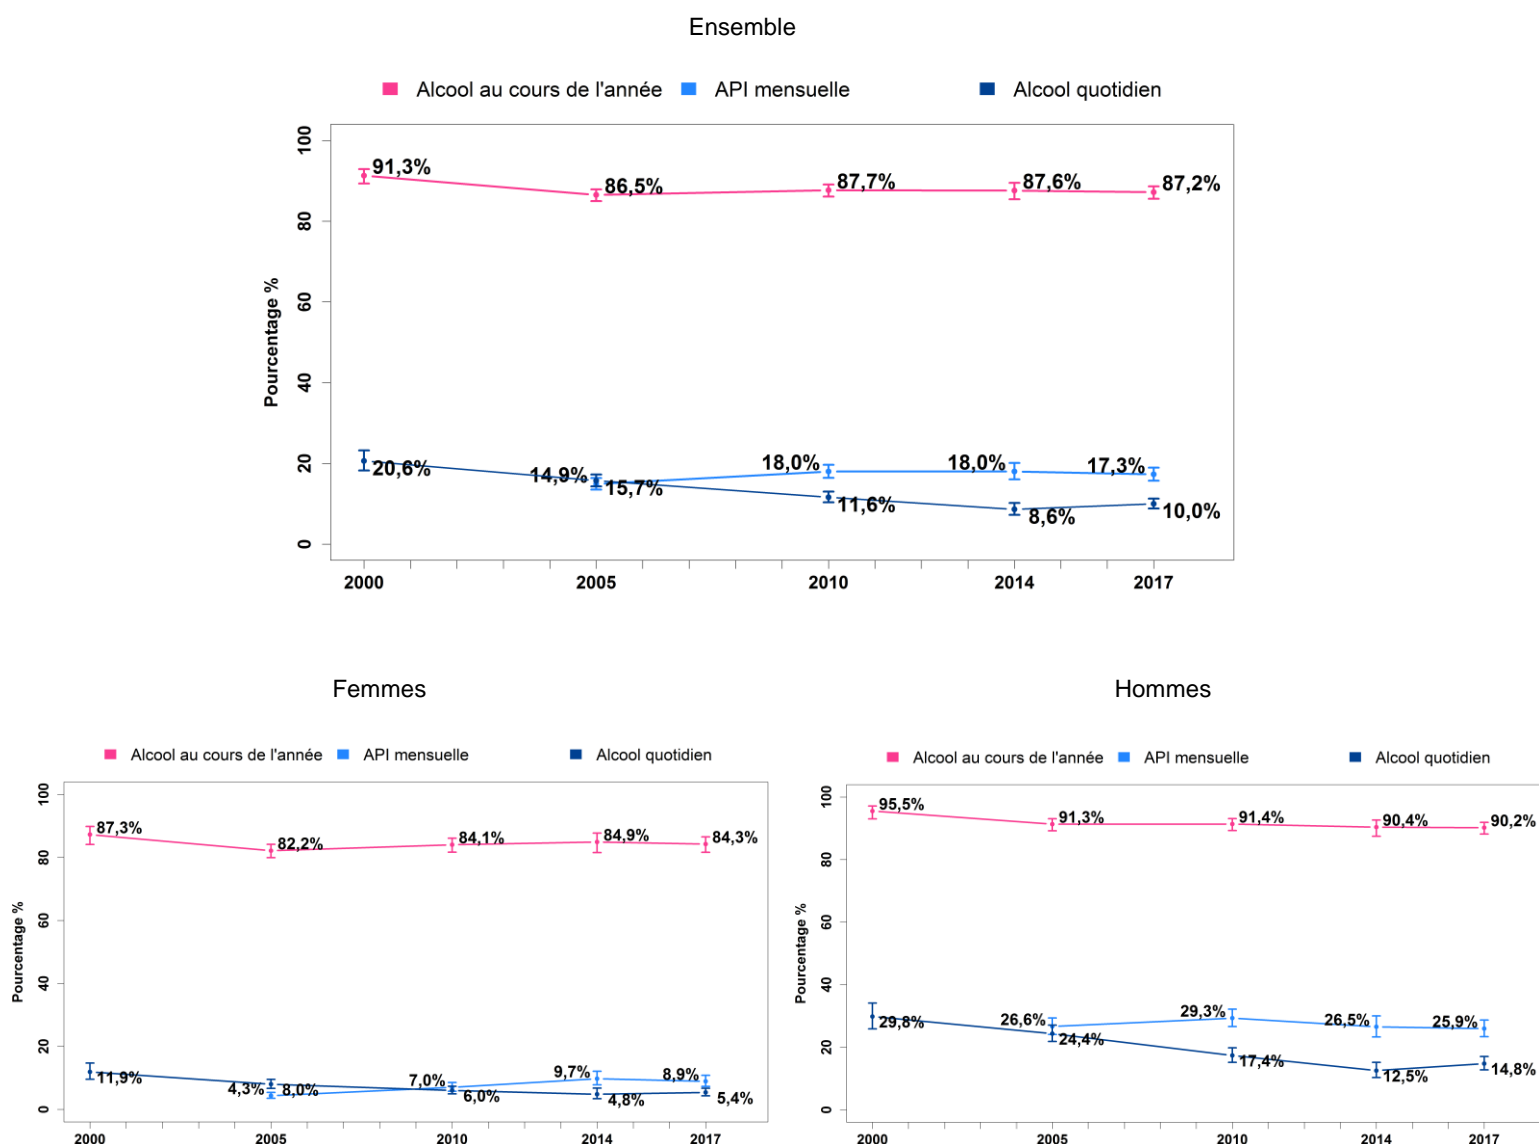 Ensemble
Alcool au cours de l'année API mensuelle Alcool quotidien
Pourcentage %
100
80
60
40
20
0
91,3% 86,5% 87,7% 87,6% 87,2%
14,9% 18,0% 18,0% 17,3%
20,6% 15,7% 11,6% 8,6% 10,0%
2000 2005 2010 2014 2017
Femmes
Alcool au cours de l'année API mensuelle Alcool quotidien
Pourcentage %
100
80
60
40
20
0
87,3% 82,2% 84,1% 84,9% 84,3%
4,3% 7,0% 9,7% 8,9%
11,9% 8,0% 6,0% 4,8% 5,4%
2000 2005 2010 2014 2017
Hommes
Alcool au cours de l'année API mensuelle Alcool quotidien
Pourcentage %
100
80
60
40
20
0
95,5% 91,3% 91,4% 90,4% 90,2%
26,6% 29,3% 26,5% 25,9%
29,8% 24,4% 17,4% 12,5% 14,8%
2000 2005 2010 2014 2017